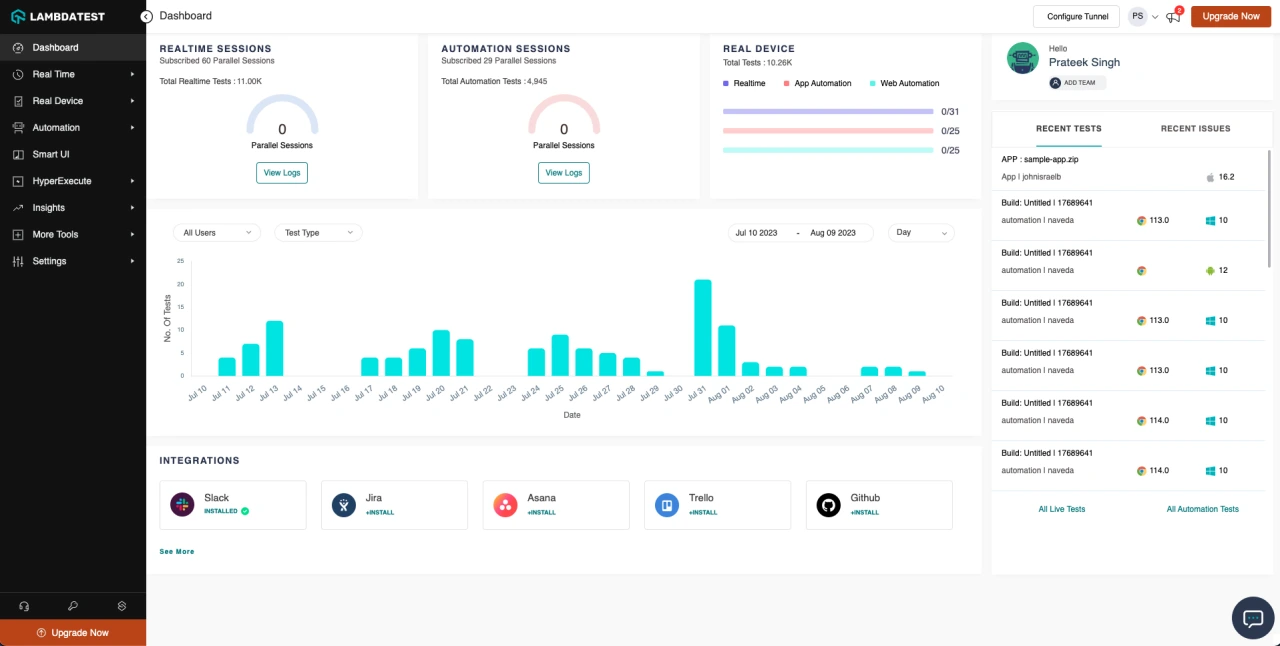 LAMBDATEST
Dashboard
Configure Tunnel
PS
2
Upgrade Now
Dashboard
Real Time
Real Device
Automation
Smart UI
HyperExecute
Insights
More Tools
Settings
Upgrade Now
REALTIME SESSIONS
Subscribed 60 Parallel Sessions
Total Realtime Tests : 11.00K
0
Parallel Sessions
View Logs
AUTOMATION SESSIONS
Subscribed 29 Parallel Sessions
Total Automation Tests : 4,945
0
Parallel Sessions
View Logs
REAL DEVICE
Total Tests : 10.26K
Realtime App Automation Web Automation
0/31
0/25
0/25
Hello
Prateek Singh
ADD TEAM
All Users Test Type Jul 10 2023 - Aug 09 2023 Day
25
20
15
10
5
0
No. Of Tests
Jul 10 Jul 11 Jul 12 Jul 13 Jul 14 Jul 15 Jul 16 Jul 17 Jul 18 Jul 19 Jul 20 Jul 21 Jul 22 Jul 23 Jul 24 Jul 25 Jul 26 Jul 27 Jul 28 Jul 29 Jul 30 Jul 31 Aug 01 Aug 02 Aug 03 Aug 04 Aug 05 Aug 06 Aug 07 Aug 08 Aug 09 Aug 10
Date
INTEGRATIONS
Slack
INSTALLED
Jira
+INSTALL
Asana
+INSTALL
Trello
+INSTALL
Github
+INSTALL
See More
RECENT TESTS RECENT ISSUES
APP : sample-app.zip
App | johnisraelb 16.2
Build: Untitled | 17689641
automation | naveda 113.0 10
Build: Untitled | 17689641
automation | naveda 12
Build: Untitled | 17689641
automation | naveda 113.0 10
Build: Untitled | 17689641
automation | naveda 113.0 10
Build: Untitled | 17689641
automation | naveda 114.0 10
Build: Untitled | 17689641
automation | naveda 114.0 10
All Live Tests All Automation Tests